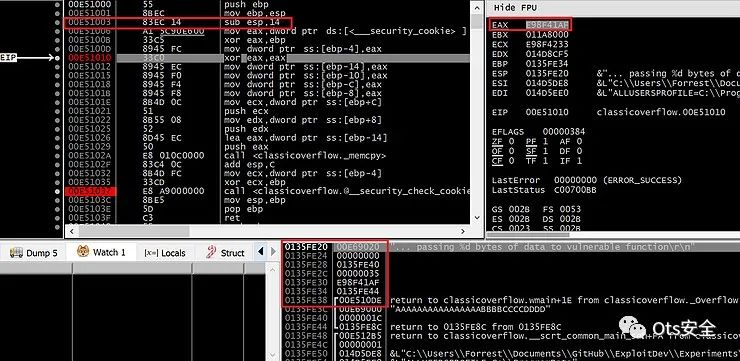 00E51000 55 push ebp
00E51001 8BEC mov ebp,esp
00E51003 83EC 14 sub esp,14
00E51006 A1 5C90E600 mov eax,dword ptr ds:[<___security_cookie>]
33C5 xor eax,ebp
8945 FC mov dword ptr ss:[ebp-4],eax
EIP 00E51010 33C0 xor eax,eax
00E51012 8945 EC mov dword ptr ss:[ebp-14],eax
00E51015 8945 F0 mov dword ptr ss:[ebp-10],eax
00E51018 8945 F4 mov dword ptr ss:[ebp-C],eax
00E5101B 8945 F8 mov dword ptr ss:[ebp-8],eax
00E5101E 8B4D 0C mov ecx,dword ptr ss:[ebp+C]
00E51021 51 push ecx
00E51022 8B55 08 mov edx,dword ptr ss:[ebp+8]
00E51025 52 push edx
00E51026 8D45 EC lea eax,dword ptr ss:[ebp-14]
00E51029 50 push eax
00E5102A E8 010C0000 call <classicoverflow._memcpy>
00E5102F 83C4 0C add esp,C
00E51032 8B4D FC mov ecx,dword ptr ss:[ebp-4]
00E51035 33CD xor ecx,ebp
00E51037 E8 A9000000 call <classicoverflow.@__security_check_cookie
00E5103C 8BE5 mov esp,ebp
00E5103E 5D pop ebp
00E5103F C3 ret
Hide FPU
EAX E98F41AF
EBX 011A8000
ECX E98F4233
EDX 014D8CF5
EBP 0135FE34
ESP 0135FE20 &"... passing %d bytes of d
ESI 014D5DE8 &L"C:\\Users\\Forrest\\Docu
EDI 014D5EE0 &L"ALLUSERSPROFILE=C:\\Prog
EIP 00E51010 classicoverflow.00E51010
EFLAGS 00000384
ZF 0 PF 1 AF 0
OF 0 SF 1 DF 0
CF 0 TF 1 IF 1
LastError 00000000 (ERROR_SUCCESS)
LastStatus C00700BB
GS 002B FS 0053
ES 002B DS 002B
CS 0023 SS 002B
Dump 5 Watch 1 [x=] Locals Struct
0135FE20 00E69020 "... passing %d bytes of data to vulnerable function\r\n"
0135FE24 00000000
0135FE28 0135FE40
0135FE2C 00000035
0135FE30 E98F41AF
0135FE34 0135FE44
0135FE38 00E510DE return to classicoverflow.wmain+1E from classicoverflow._Overflow
0135FE3C
0135FE40 0000001C
0135FE44 0135FE8C return to 0135FE8C from 0135FE8C
00E512B5 return to classicoverflow.__scrt_common_main
014D5DE8 &L"C:\\Users\\Forrest\\Documents\\GitHub\\ExploitDev\\Experiments
Ots安全